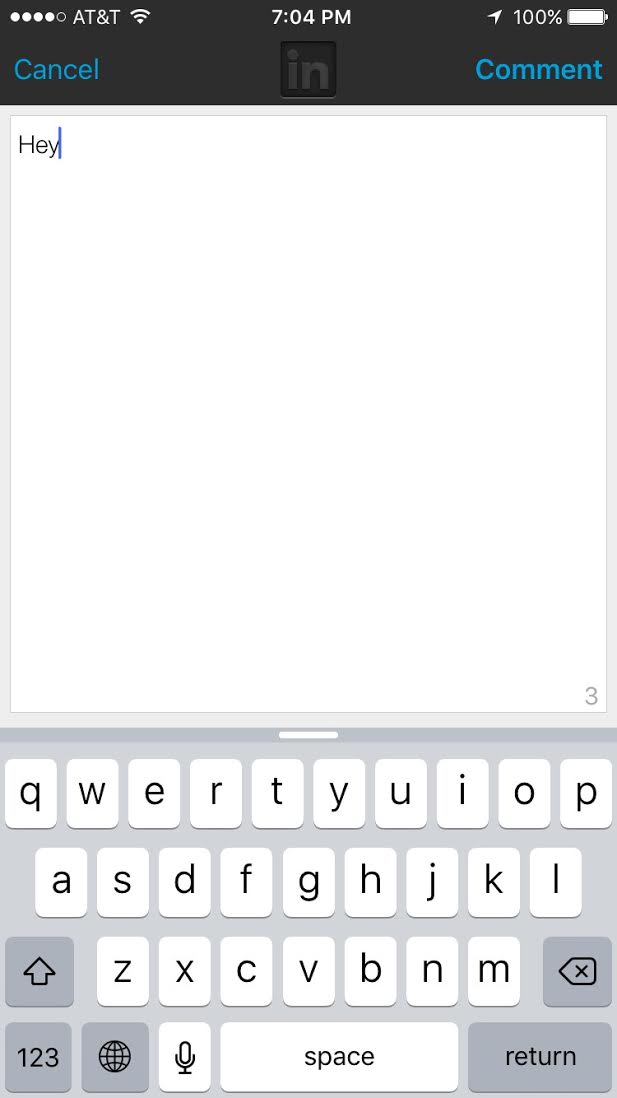 AT&T 7:04 PM 100%
Cancel in Comment
Hey
3
q w e r t y u i o p
a s d f g h j k l
z x c v b n m
123 space return